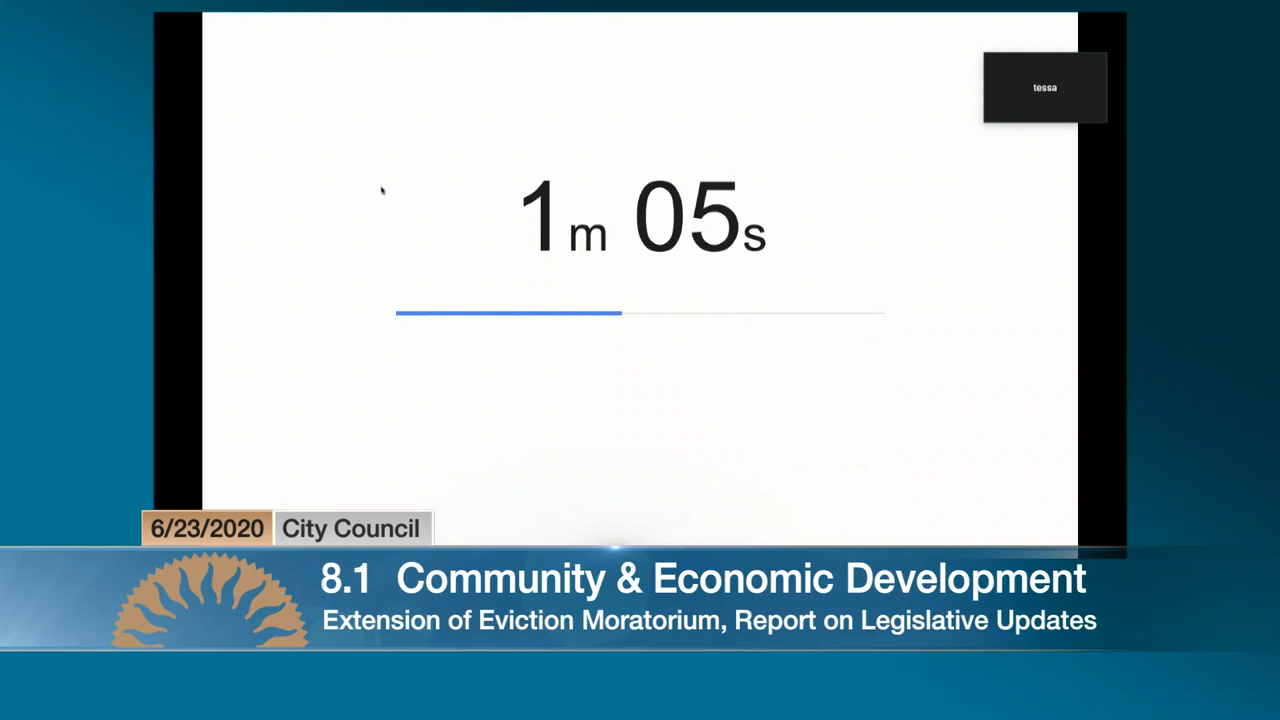 tessa
1m 05s
6/23/2020 City Council
8.1 Community & Economic Development
Extension of Eviction Moratorium, Report on Legislative Updates